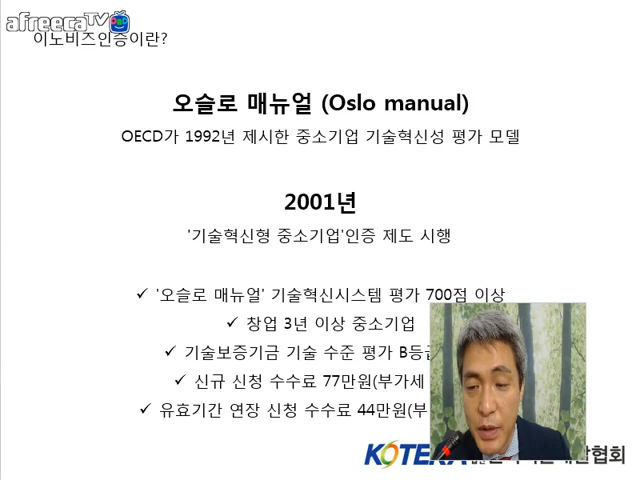 afreecaTV
이노비즈인증이란?
오슬로 매뉴얼 (Oslo manual)
OECD가 1992년 제시한 중소기업 기술혁신성 평가 모델
2001년
'기술혁신형 중소기업'인증 제도 시행
✓ '오슬로 매뉴얼' 기술혁신시스템 평가 700점 이상
✓ 창업 3년 이상 중소기업
✓ 기술보증기금 기술 수준 평가 B등급
✓ 신규 신청 수수료 77만원(부가세
✓ 유효기간 연장 신청 수수료 44만원(부
KOTERA